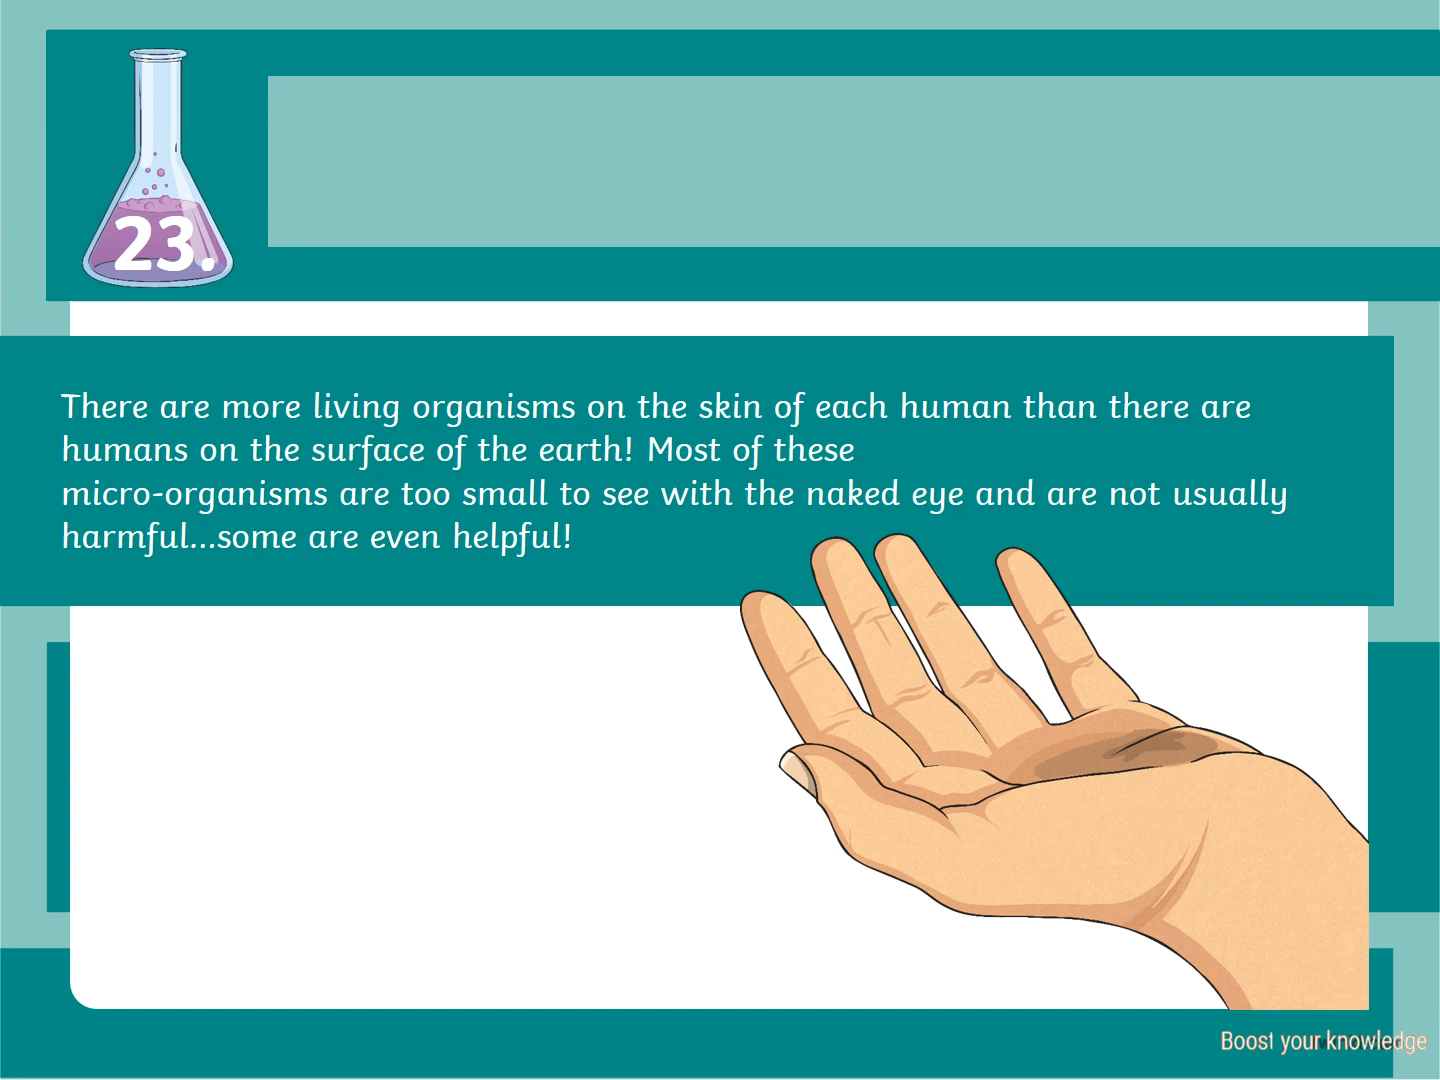 23.
There are more living organisms on the skin of each human than there are
humans on the surface of the earth! Most of these
micro-organisms are too small to see with the naked eye and are not usually
harmful...some are even helpful!
Boost your knowledge